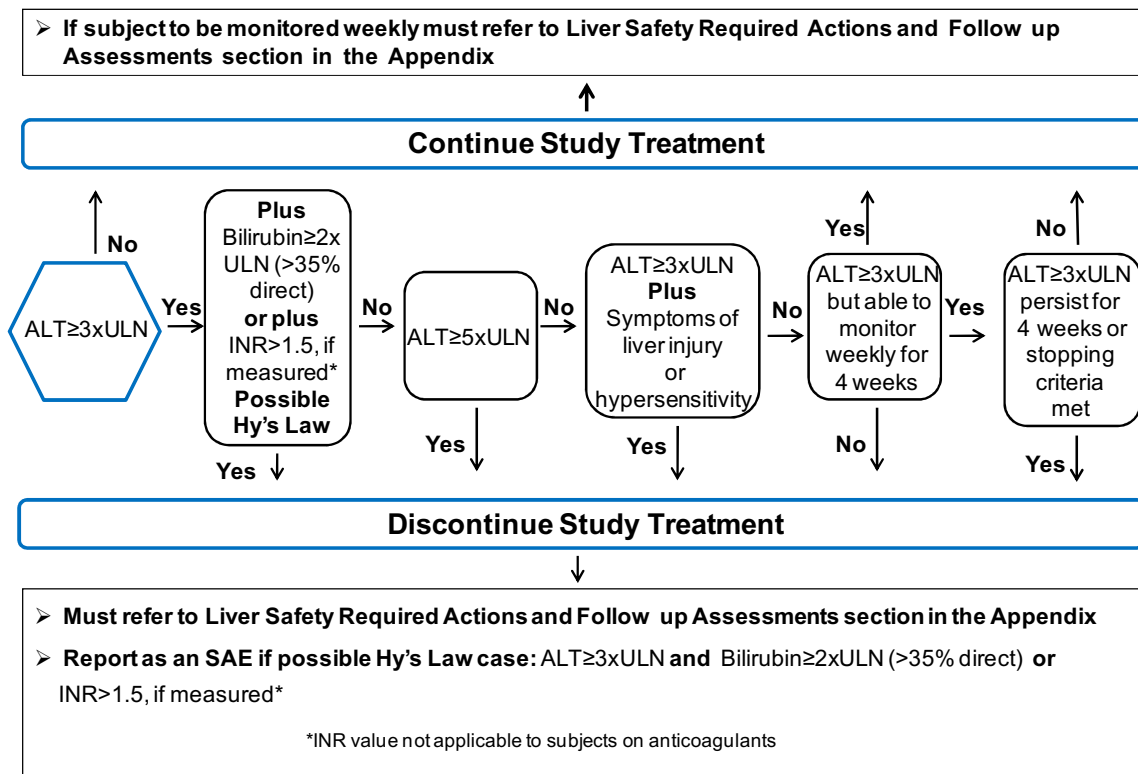 ➢ If subject to be monitored weekly must refer to Liver Safety Required Actions and Follow up
Assessments section in the Appendix
Continue Study Treatment
No
ALT≥3xULN
Yes
Plus
Bilirubin≥2x
ULN (>35%
direct)
or plus
INR>1.5, if
measured*
Possible
Hy's Law
Yes
No
ALT≥5xULN
Yes
No
ALT≥3xULN
Plus
Symptoms of
liver injury
or
hypersensitivity
Yes
No
Yes
ALT≥3xULN
but able to
monitor
weekly for
4 weeks
No
Yes
No
ALT≥3xULN
persist for
4 weeks or
stopping
criteria
met
Yes
Discontinue Study Treatment
➢ Must refer to Liver Safety Required Actions and Follow up Assessments section in the Appendix
➢ Report as an SAE if possible Hy's Law case: ALT≥3xULN and Bilirubin≥2xULN (>35% direct) or
INR>1.5, if measured*
*INR value not applicable to subjects on anticoagulants